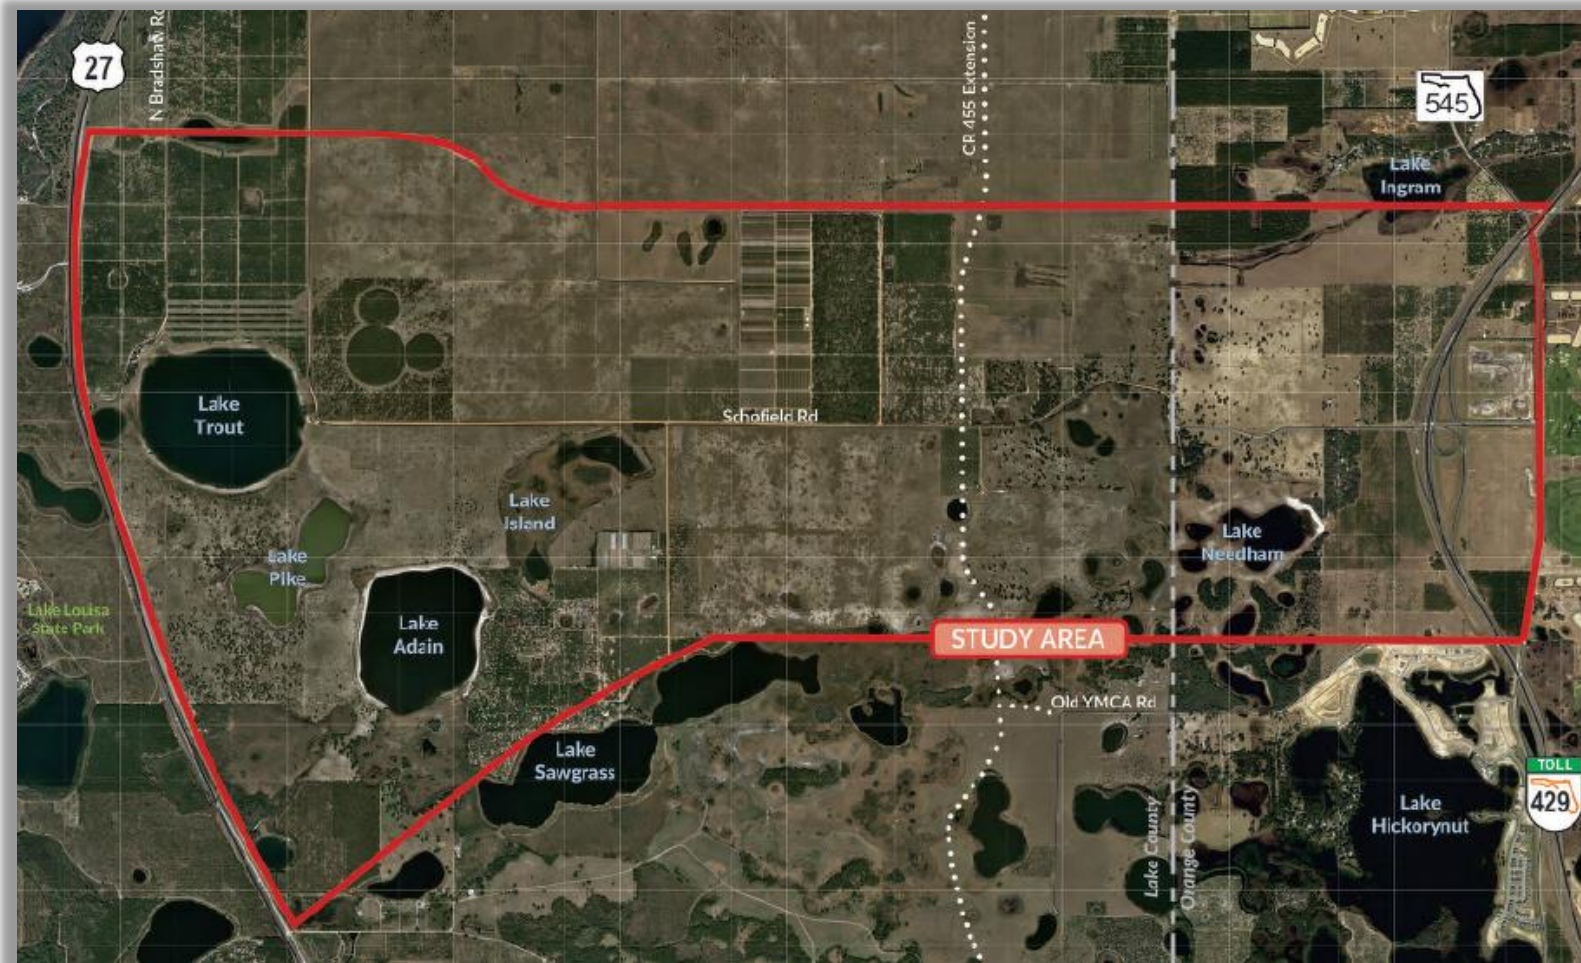 27
N Bradshaw Rd
CR 455 Extension
545
Lake
Ingram
Lake
Trout
Schofield Rd
Lake
Island
Lake
Needham
Lake
Pike
Lake Louisa
State Park
Lake
Adain
STUDY AREA
Old YMCA Rd
Lake
Sawgrass
TOLL
429
Lake
Hickorynut
Lake County
Orange County